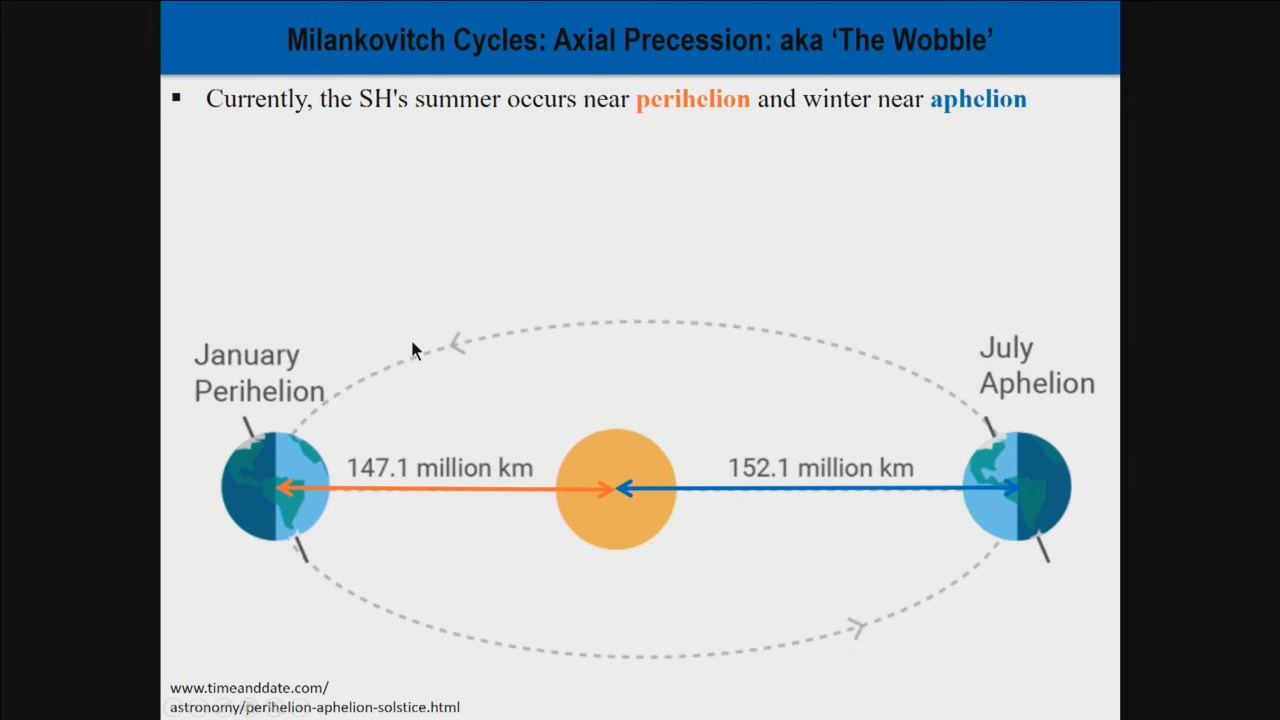 Milankovitch Cycles: Axial Precession: aka ‘The Wobble’
▪ Currently, the SH's summer occurs near perihelion and winter near aphelion
January
Perihelion
July
Aphelion
147.1 million km
152.1 million km
www.timeanddate.com/
astronomy/perihelion-aphelion-solstice.html